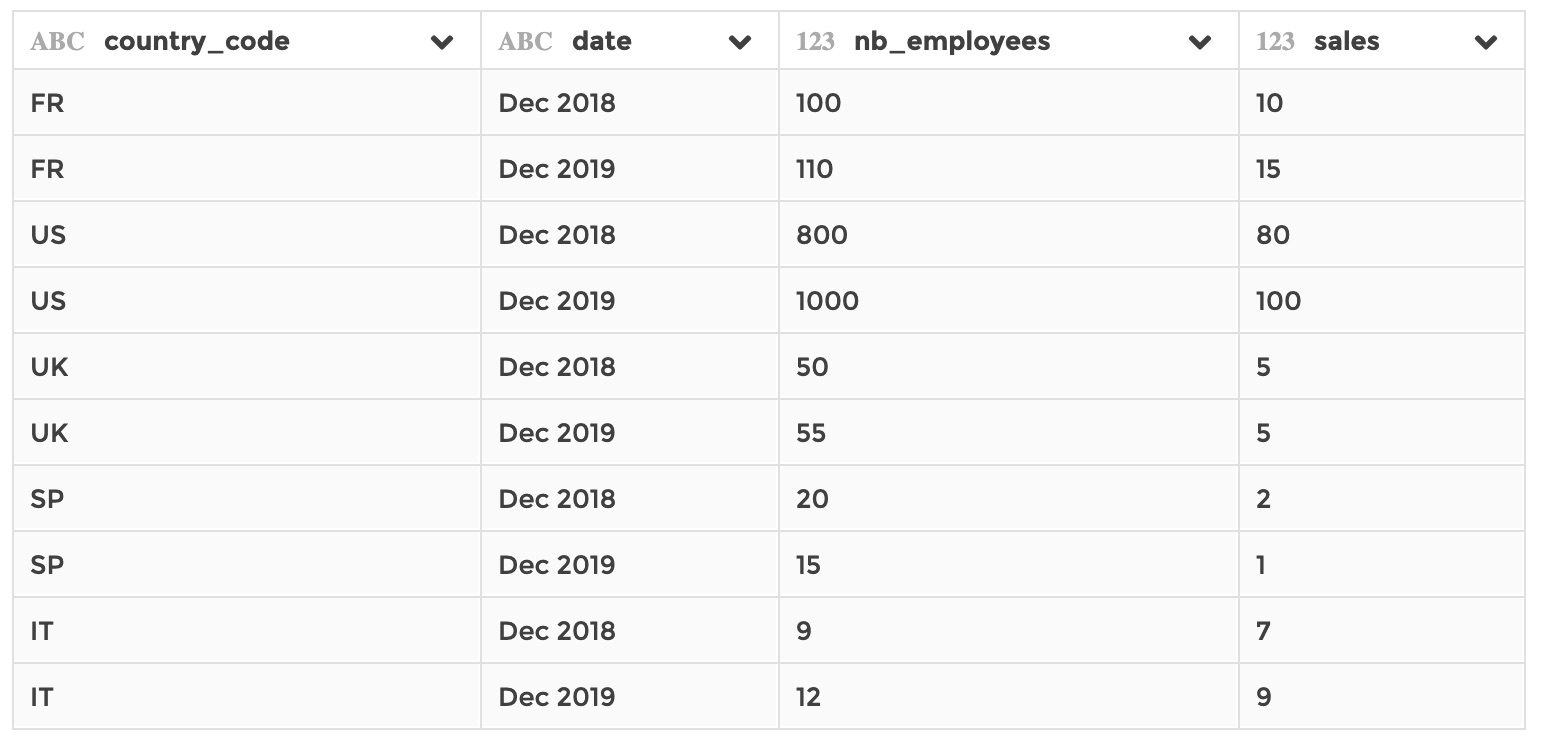 ABC country_code ABC date 123 nb_employees 123 sales
FR Dec 2018 100 10
FR Dec 2019 110 15
US Dec 2018 800 80
US Dec 2019 1000 100
UK Dec 2018 50 5
UK Dec 2019 55 5
SP Dec 2018 20 2
SP Dec 2019 15 1
IT Dec 2018 9 7
IT Dec 2019 12 9